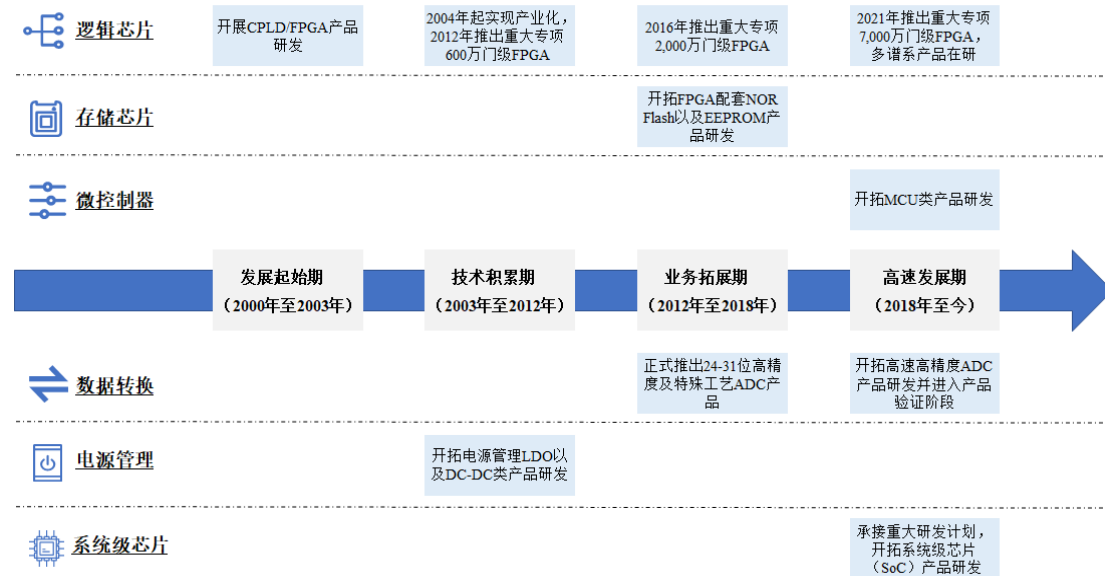 逻辑芯片
开展CPLD/FPGA产品
研发
2004年起实现产业化，
2012年推出重大专项
600万门级FPGA
2016年推出重大专项
2,000万门级FPGA
2021年推出重大专项
7,000万门级FPGA，
多谱系产品在研
存储芯片
开拓FPGA配套NOR
Flash以及EEPROM产
品研发
微控制器
开拓MCU类产品研发
发展起始期
（2000年至2003年）
技术积累期
（2003年至2012年）
业务拓展期
（2012年至2018年）
高速发展期
（2018年至今）
数据转换
正式推出24-31位高精
度及特殊工艺ADC产
品
开拓高速高精度ADC
产品研发并进入产品
验证阶段
电源管理
开拓电源管理LDO以
及DC-DC类产品研发
系统级芯片
承接重大研发计划，
开拓系统级芯片
（SoC）产品研发